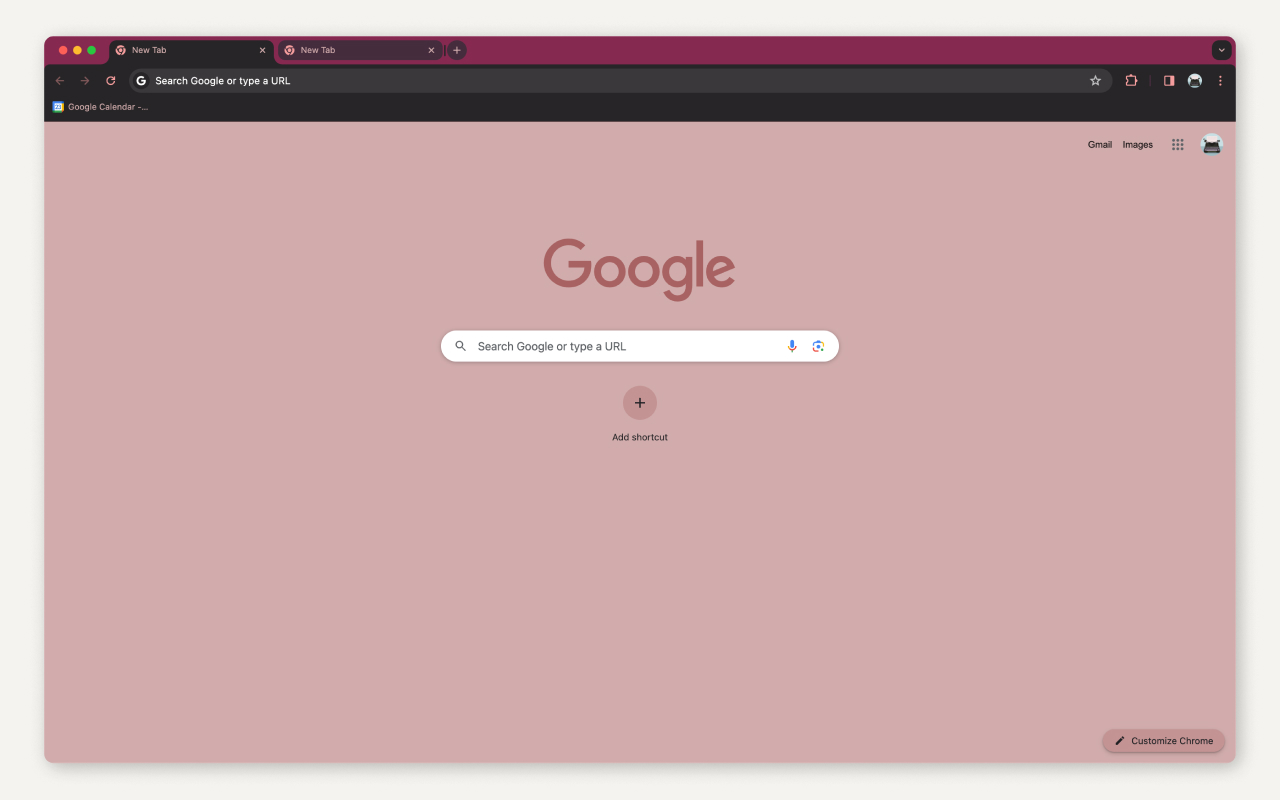 New Tab
New Tab
Search Google or type a URL
Google Calendar -...
Gmail
Images
Google
Search Google or type a URL
Add shortcut
Customize Chrome